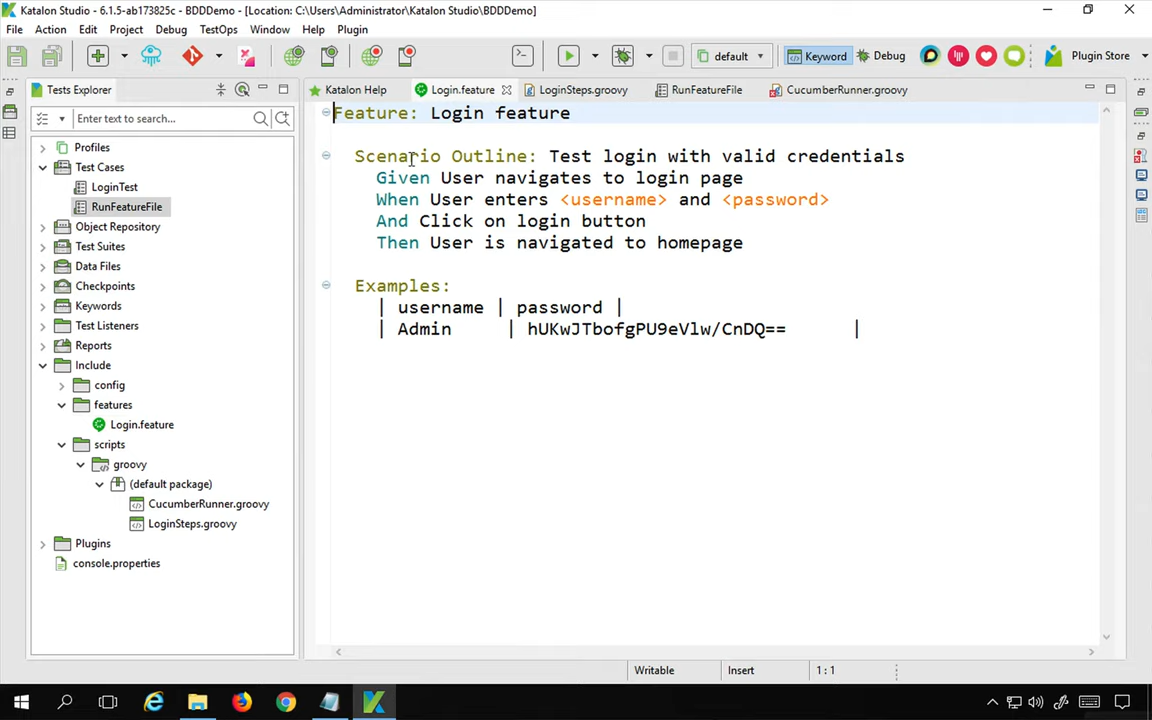 Katalon Studio - 6.1.5-ab173825c - BDDDemo - [Location: C:\Users\Administrator\Katalon Studio\BDDDemo]
File Action Edit Project Debug TestOps Window Help Plugin
default Keyword Debug Plugin Store
Tests Explorer
Katalon Help Login.feature LoginSteps.groovy RunFeatureFile CucumberRunner.groovy
Enter text to search...
Profiles
Test Cases
LoginTest
RunFeatureFile
Object Repository
Test Suites
Data Files
Checkpoints
Keywords
Test Listeners
Reports
Include
config
features
Login.feature
scripts
groovy
(default package)
CucumberRunner.groovy
LoginSteps.groovy
Plugins
console.properties
Feature: Login feature
Scenario Outline: Test login with valid credentials
Given User navigates to login page
When User enters <username> and <password>
And Click on login button
Then User is navigated to homepage
Examples:
| username | password |
| Admin | hUKwJTbofgPU9eVlw/CnDQ== |
Writable Insert 1 : 1